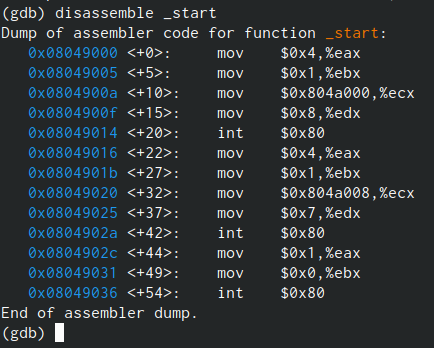 (gdb) disassemble _start
Dump of assembler code for function _start:
   0x08049000 <+0>:     mov    $0x4,%eax
   0x08049005 <+5>:     mov    $0x1,%ebx
   0x0804900a <+10>:    mov    $0x804a000,%ecx
   0x0804900f <+15>:    mov    $0x8,%edx
   0x08049014 <+20>:    int    $0x80
   0x08049016 <+22>:    mov    $0x4,%eax
   0x0804901b <+27>:    mov    $0x1,%ebx
   0x08049020 <+32>:    mov    $0x804a008,%ecx
   0x08049025 <+37>:    mov    $0x7,%edx
   0x0804902a <+42>:    int    $0x80
   0x0804902c <+44>:    mov    $0x1,%eax
   0x08049031 <+49>:    mov    $0x0,%ebx
   0x08049036 <+54>:    int    $0x80
End of assembler dump.
(gdb)